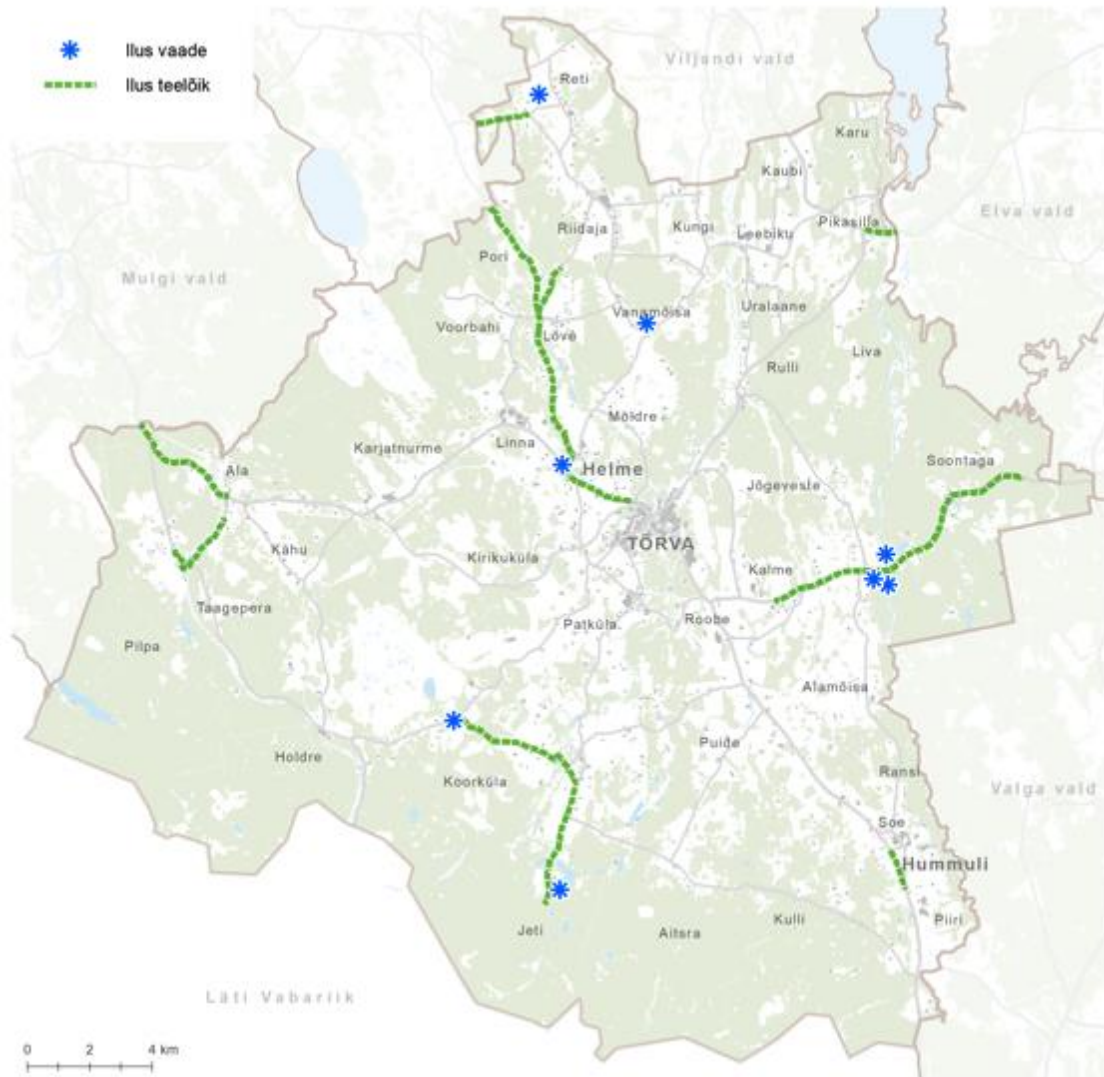 Ilus vaade
Ilus teelõik
Reti
Viljandi vald
Karu
Kaubi
Pikasilla
Elva vald
Riidaja
Kungi
Leebiku
Pori
Mulgi vald
Vanamõisa
Uralaane
Voorbahi
Lõve
Liva
Rulli
Möldre
Linna
Karjatnurme
Helme
Ala
Soontaga
Jõgeveste
TÕRVA
Kähu
Kirikuküla
Kalme
Taagepera
Patküla
Roobe
Pilpa
Alamõisa
Puide
Holdre
Koorküla
Ransi
Valga vald
Soe
Hummuli
Kulli
Piiri
Jeti
Aitsra
Läti Vabariik
0 2 4 km